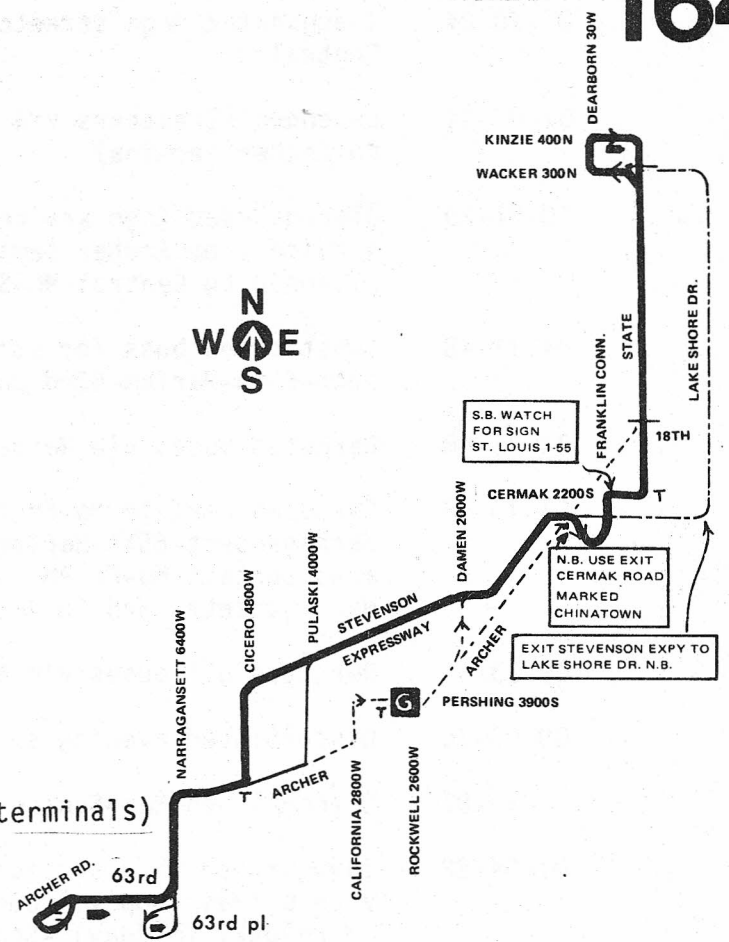 164
DEARBORN 30W
KINZIE 400N
WACKER 300N
N
W E
S
STATE
LAKE SHORE DR.
FRANKLIN CONN.
S.B. WATCH
FOR SIGN
ST. LOUIS 1-55
18TH
CERMAK 2200S
T
DAMEN 2000W
N.B. USE EXIT
CERMAK ROAD
MARKED
CHINATOWN
PULASKI 4000W
CICERO 4800W
STEVENSON
EXPRESSWAY
NARRAGANSETT 6400W
ARCHER
EXIT STEVENSON EXPY TO
LAKE SHORE DR. N.B.
T
G
PERSHING 3900S
T
ARCHER
CALIFORNIA 2800W
ROCKWELL 2600W
terminals)
ARCHER RD.
63rd
63rd pl